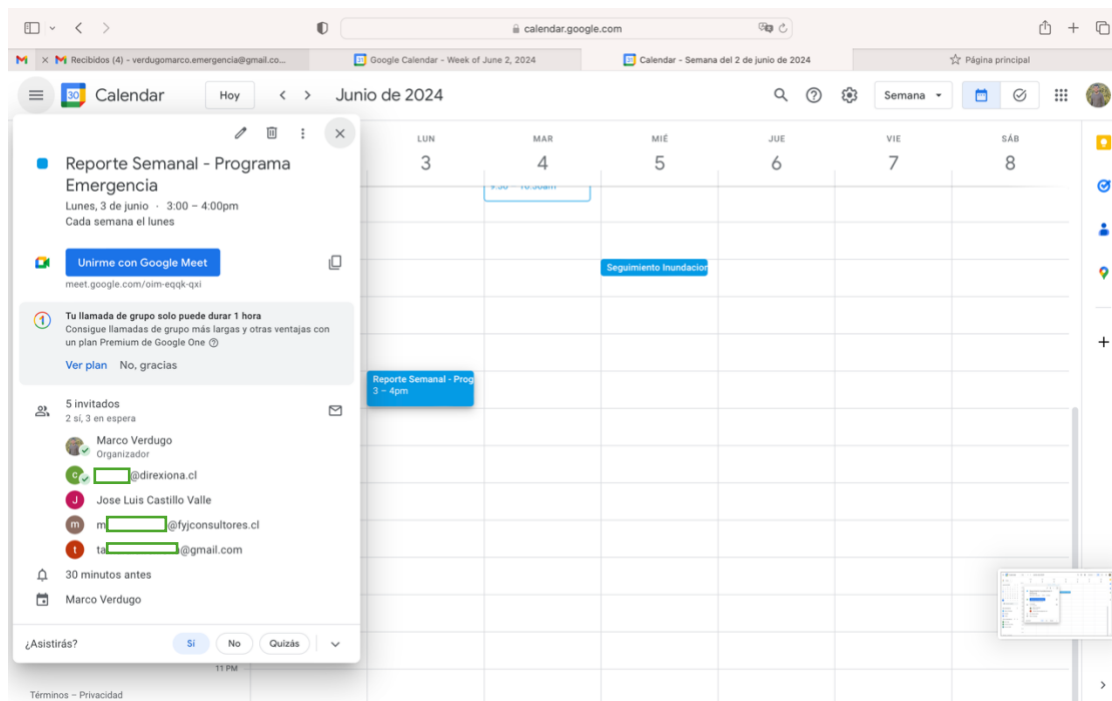 calendar.google.com
Recibidos (4) - verdugomarco.emergencia@gmail.co...
Google Calendar - Week of June 2, 2024
Calendar - Semana del 2 de junio de 2024
Página principal
Calendar
Hoy
Junio de 2024
Semana
LUN
3
MAR
4
MIÉ
5
JUE
6
VIE
7
SÁB
8
Reporte Semanal - Programa
Emergencia
Lunes, 3 de junio · 3:00 – 4:00pm
Cada semana el lunes
Unirme con Google Meet
meet.google.com/oim-eqqk-qxi
Tu llamada de grupo solo puede durar 1 hora
Consigue llamadas de grupo más largas y otras ventajas con
un plan Premium de Google One
Ver plan No, gracias
5 invitados
2 sí, 3 en espera
Marco Verdugo
Organizador
@direxiona.cl
Jose Luis Castillo Valle
m @fyjconsultores.cl
ta @gmail.com
30 minutos antes
Marco Verdugo
¿Asistirás?
Sí
No
Quizás
Seguimiento Inundacion
Reporte Semanal - Prog
3 – 4pm
11 PM
Términos – Privacidad